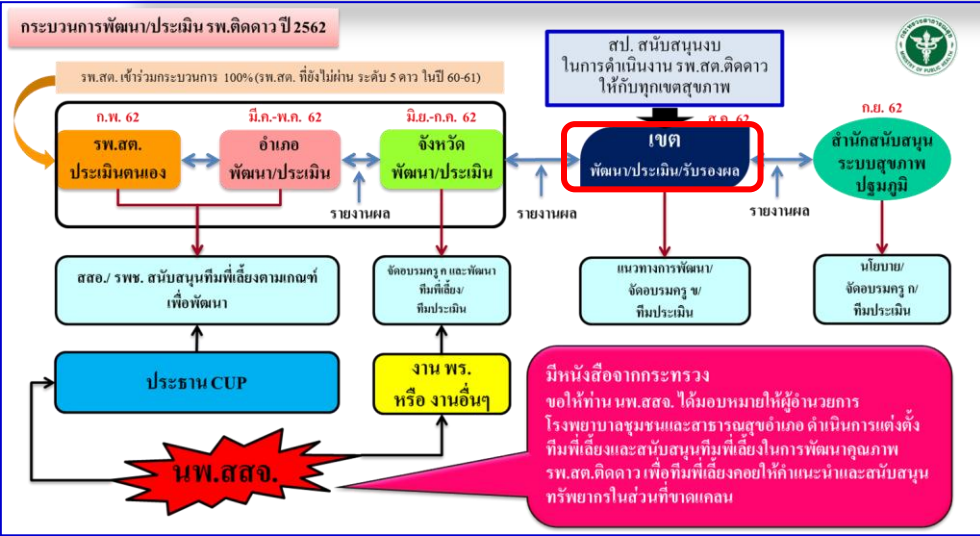 กระบวนการพัฒนา/ประเมิน รพ.ติดดาว ปี 2562
สป. สนับสนุนงบ
ในการดำเนินงาน รพ.สต.ติดดาว
ให้กับทุกเขตสุขภาพ
กระทรวงสาธารณสุข
MINISTRY OF PUBLIC HEALTH
รพ.สต. เข้าร่วมกระบวนการ 100% (รพ.สต. ที่ยังไม่ผ่าน ระดับ 5 ดาว ในปี 60-61)
ก.พ. 62
มี.ค.-พ.ค. 62
มิ.ย.-ก.ค. 62
ส.ค. 62
ก.ย. 62
รพ.สต.
ประเมินตนเอง
อำเภอ
พัฒนา/ประเมิน
จังหวัด
พัฒนา/ประเมิน
เขต
พัฒนา/ประเมิน/รับรองผล
สำนักสนับสนุน
ระบบสุขภาพ
ปฐมภูมิ
รายงานผล
รายงานผล
รายงานผล
สสอ./ รพช. สนับสนุนทีมพี่เลี้ยงตามเกณฑ์
เพื่อพัฒนา
จัดอบรมครู ค และพัฒนา
ทีมพี่เลี้ยง/
ทีมประเมิน
แนวทางการพัฒนา/
จัดอบรมครู ข/
ทีมประเมิน
นโยบาย/
จัดอบรมครู ก/
ทีมประเมิน
ประธาน CUP
งาน พร.
หรือ งานอื่นๆ
นพ.สสจ.
มีหนังสือจากกระทรวง
ขอให้ท่าน นพ.สสจ. ได้มอบหมายให้ผู้อำนวยการ
โรงพยาบาลชุมชนและสาธารณสุขอำเภอ ดำเนินการแต่งตั้ง
ทีมพี่เลี้ยงและสนับสนุนทีมพี่เลี้ยงในการพัฒนาคุณภาพ
รพ.สต.ติดดาว เพื่อทีมพี่เลี้ยงคอยให้คำแนะนำและสนับสนุน
ทรัพยากรในส่วนที่ขาดแคลน